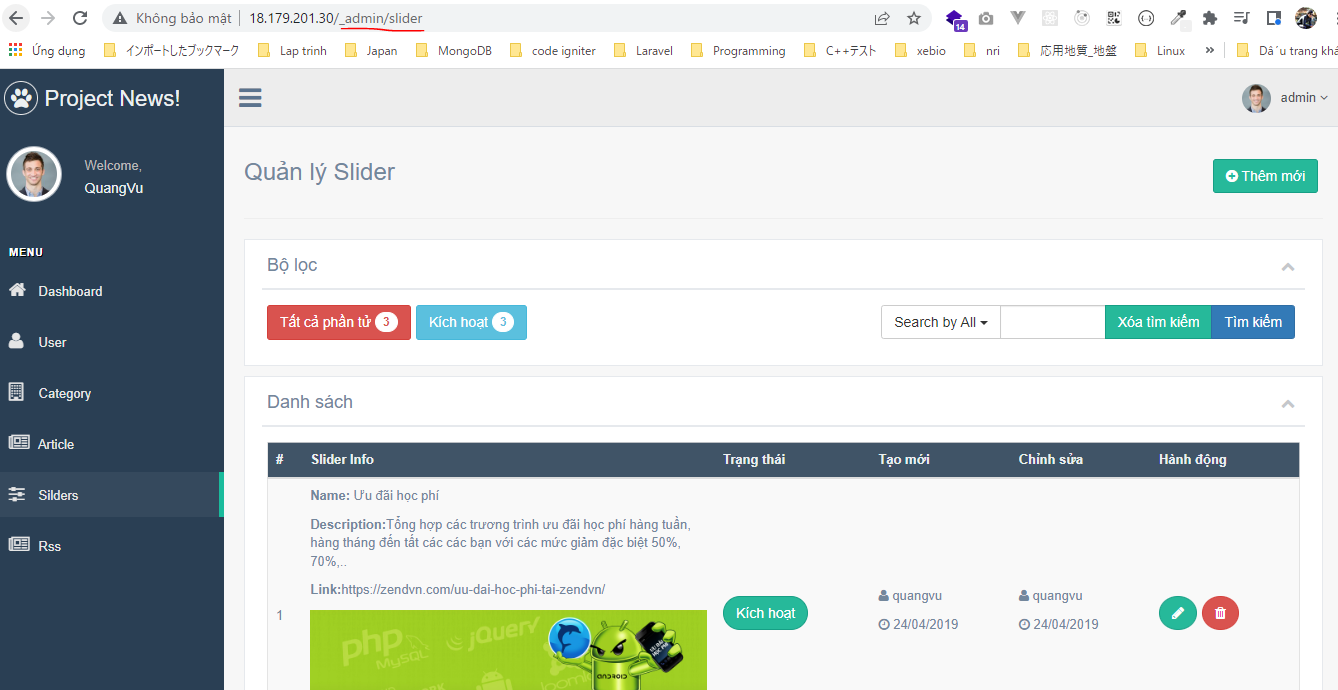 Không bảo mật | 18.179.201.30/_admin/slider
14
Ứng dụng インポートしたブックマーク Lap trinh Japan MongoDB code igniter Laravel Programming C++テスト xebio nri 応用地質_地盤 Linux » Dấu trang khá
Project News!
admin
Welcome,
QuangVu
Quản lý Slider
Thêm mới
MENU
Dashboard
User
Category
Article
Silders
Rss
Bộ lọc
Tất cả phần tử 3 Kích hoạt 3 Search by All Xóa tìm kiếm Tìm kiếm
Danh sách
# Slider Info Trạng thái Tạo mới Chỉnh sửa Hành động
Name: Ưu đãi học phí
Description:Tổng hợp các trương trình ưu đãi học phí hàng tuần,
hàng tháng đến tất các các bạn với các mức giảm đặc biệt 50%,
70%,..
Link:https://zendvn.com/uu-dai-hoc-phi-tai-zendvn/
1 Kích hoạt quangvu quangvu
24/04/2019 24/04/2019
php
MySQL
jQuery
ANDROID